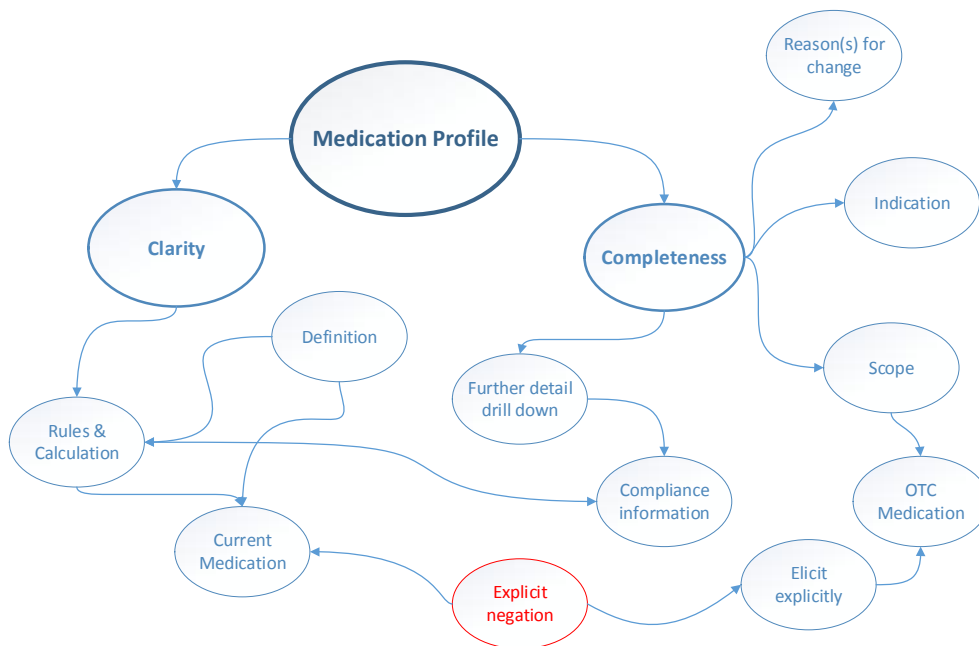 Reason(s) for
change
Medication Profile
Indication
Clarity
Completeness
Definition
Scope
Further detail
drill down
Rules &
Calculation
Compliance
information
OTC
Medication
Current
Medication
Explicit
negation
Elicit
explicitly